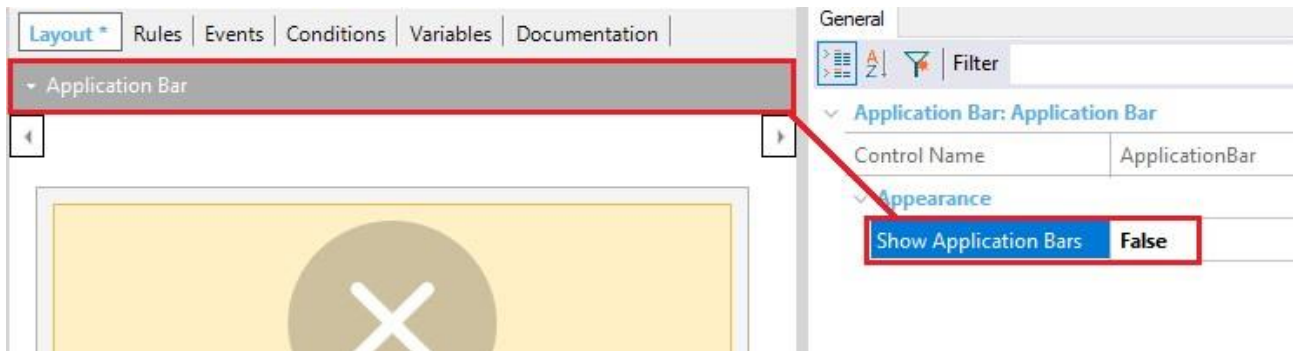 Layout * Rules Events Conditions Variables Documentation
Application Bar
General
Filter
Application Bar: Application Bar
Control Name ApplicationBar
Appearance
Show Application Bars False